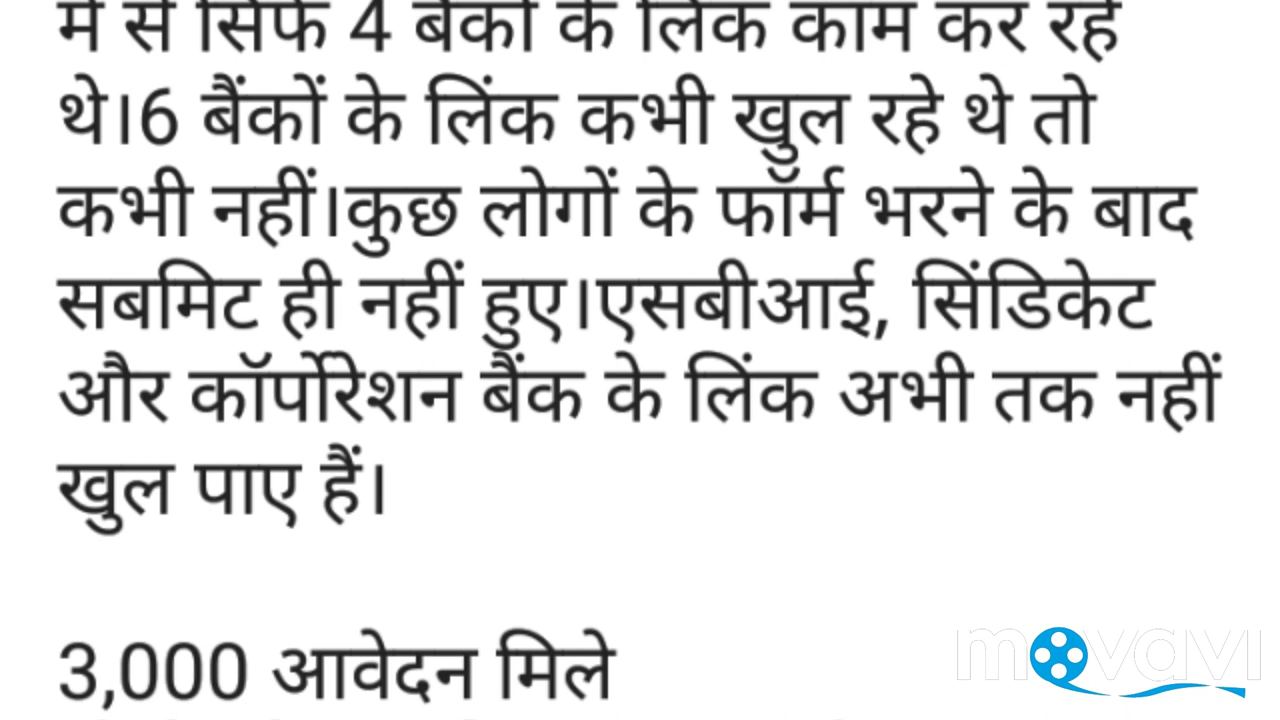 में से सिर्फ 4 बैंकों के लिंक काम कर रहे
थे।6 बैंकों के लिंक कभी खुल रहे थे तो
कभी नहीं।कुछ लोगों के फॉर्म भरने के बाद
सबमिट ही नहीं हुए।एसबीआई, सिंडिकेट
और कॉर्पोरेशन बैंक के लिंक अभी तक नहीं
खुल पाए हैं।
3,000 आवेदन मिले
movavi